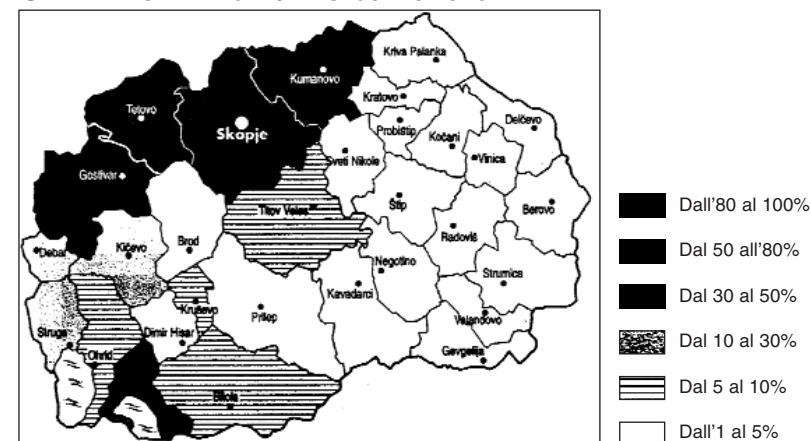 Kriva Palanka
Kumanovo
Kratovo
Tetovo
Skopje
Probištip
Delčevo
Kočani
Vinica
Sveti Nikole
Gostivar
Štip
Berovo
Titov Veles
Radoviš
Debar
Kičevo
Brod
Negotino
Strumica
Kavadarci
Kruševo
Prilep
Struga
Dimir Hisar
Valandovo
Ohrid
Gevgelija
Bitola
Dall'80 al 100%
Dal 50 all'80%
Dal 30 al 50%
Dal 10 al 30%
Dal 5 al 10%
Dall'1 al 5%